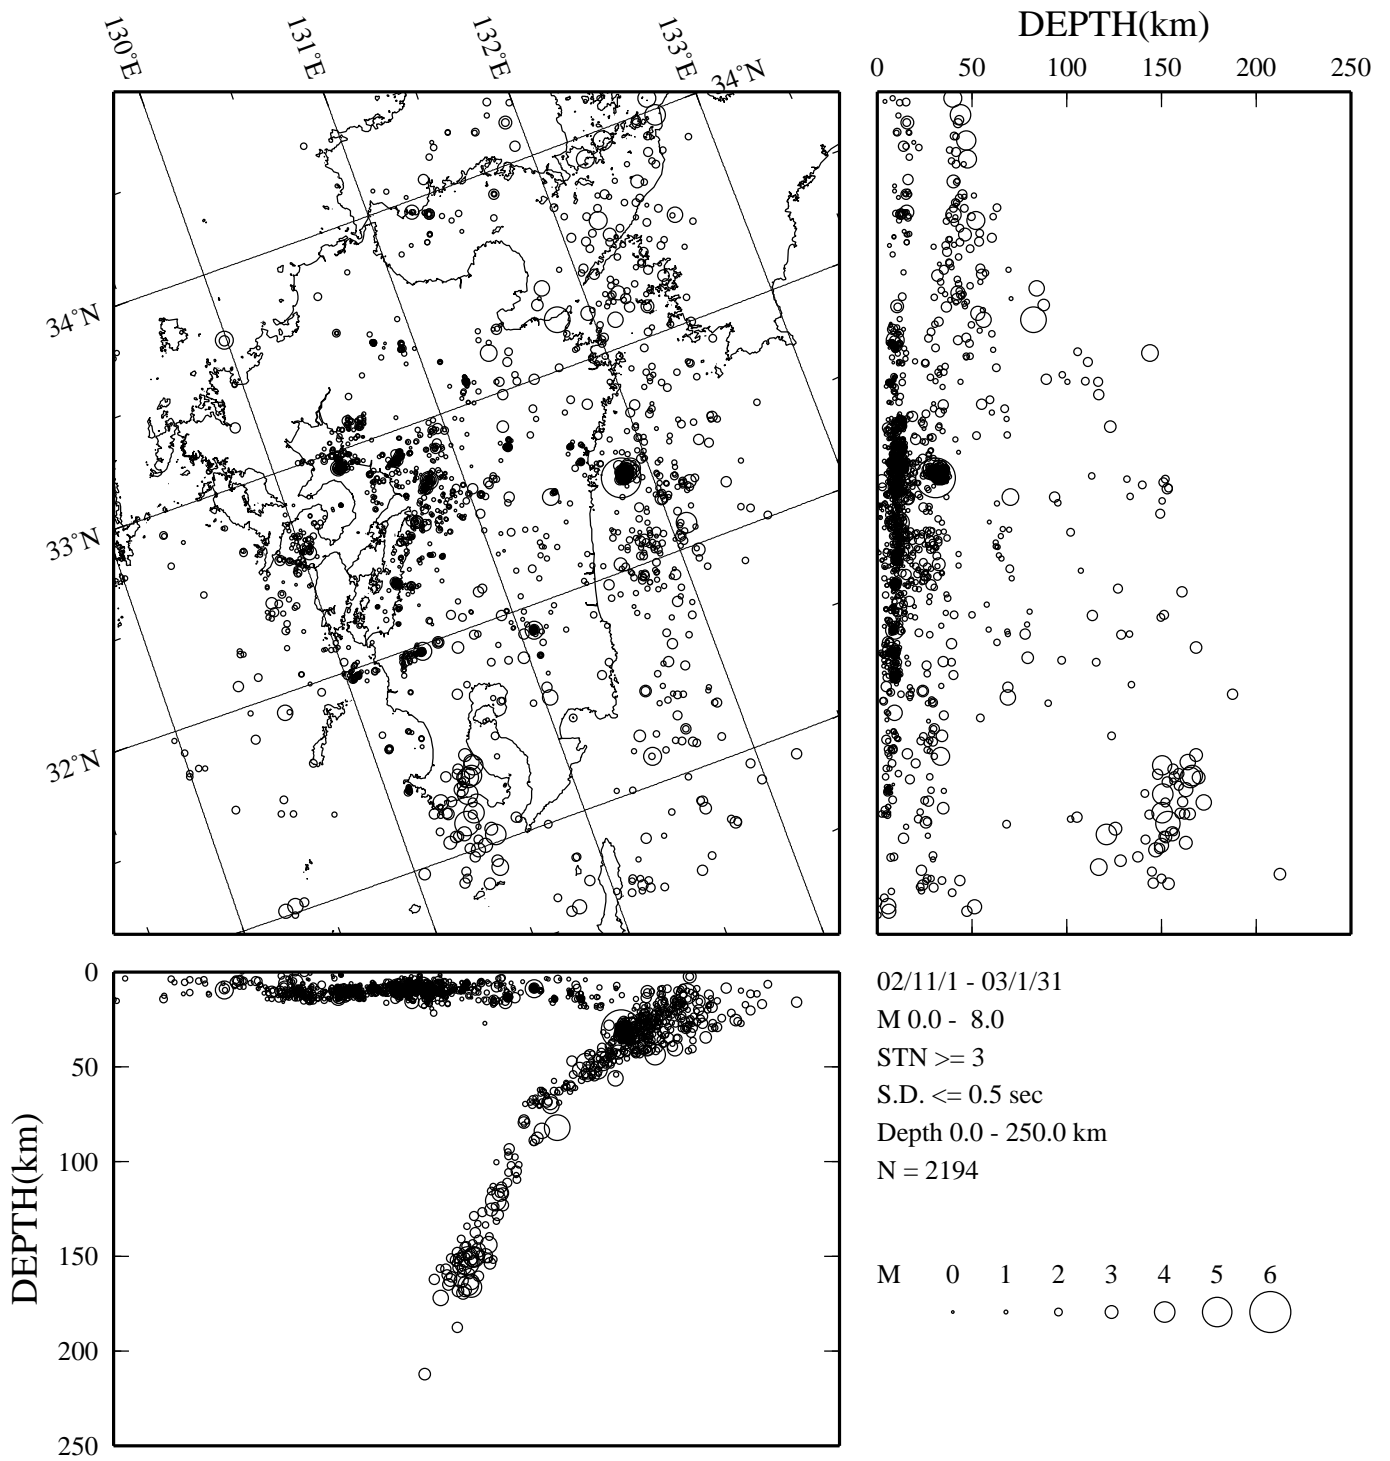 130°E
131°E
132°E
133°E
34°N
34°N
33°N
32°N
DEPTH(km)
0 50 100 150 200 250
0
50
100
150
200
250
DEPTH(km)
02/11/1 - 03/1/31
M 0.0 - 8.0
STN >= 3
S.D. <= 0.5 sec
Depth 0.0 - 250.0 km
N = 2194
M 0 1 2 3 4 5 6